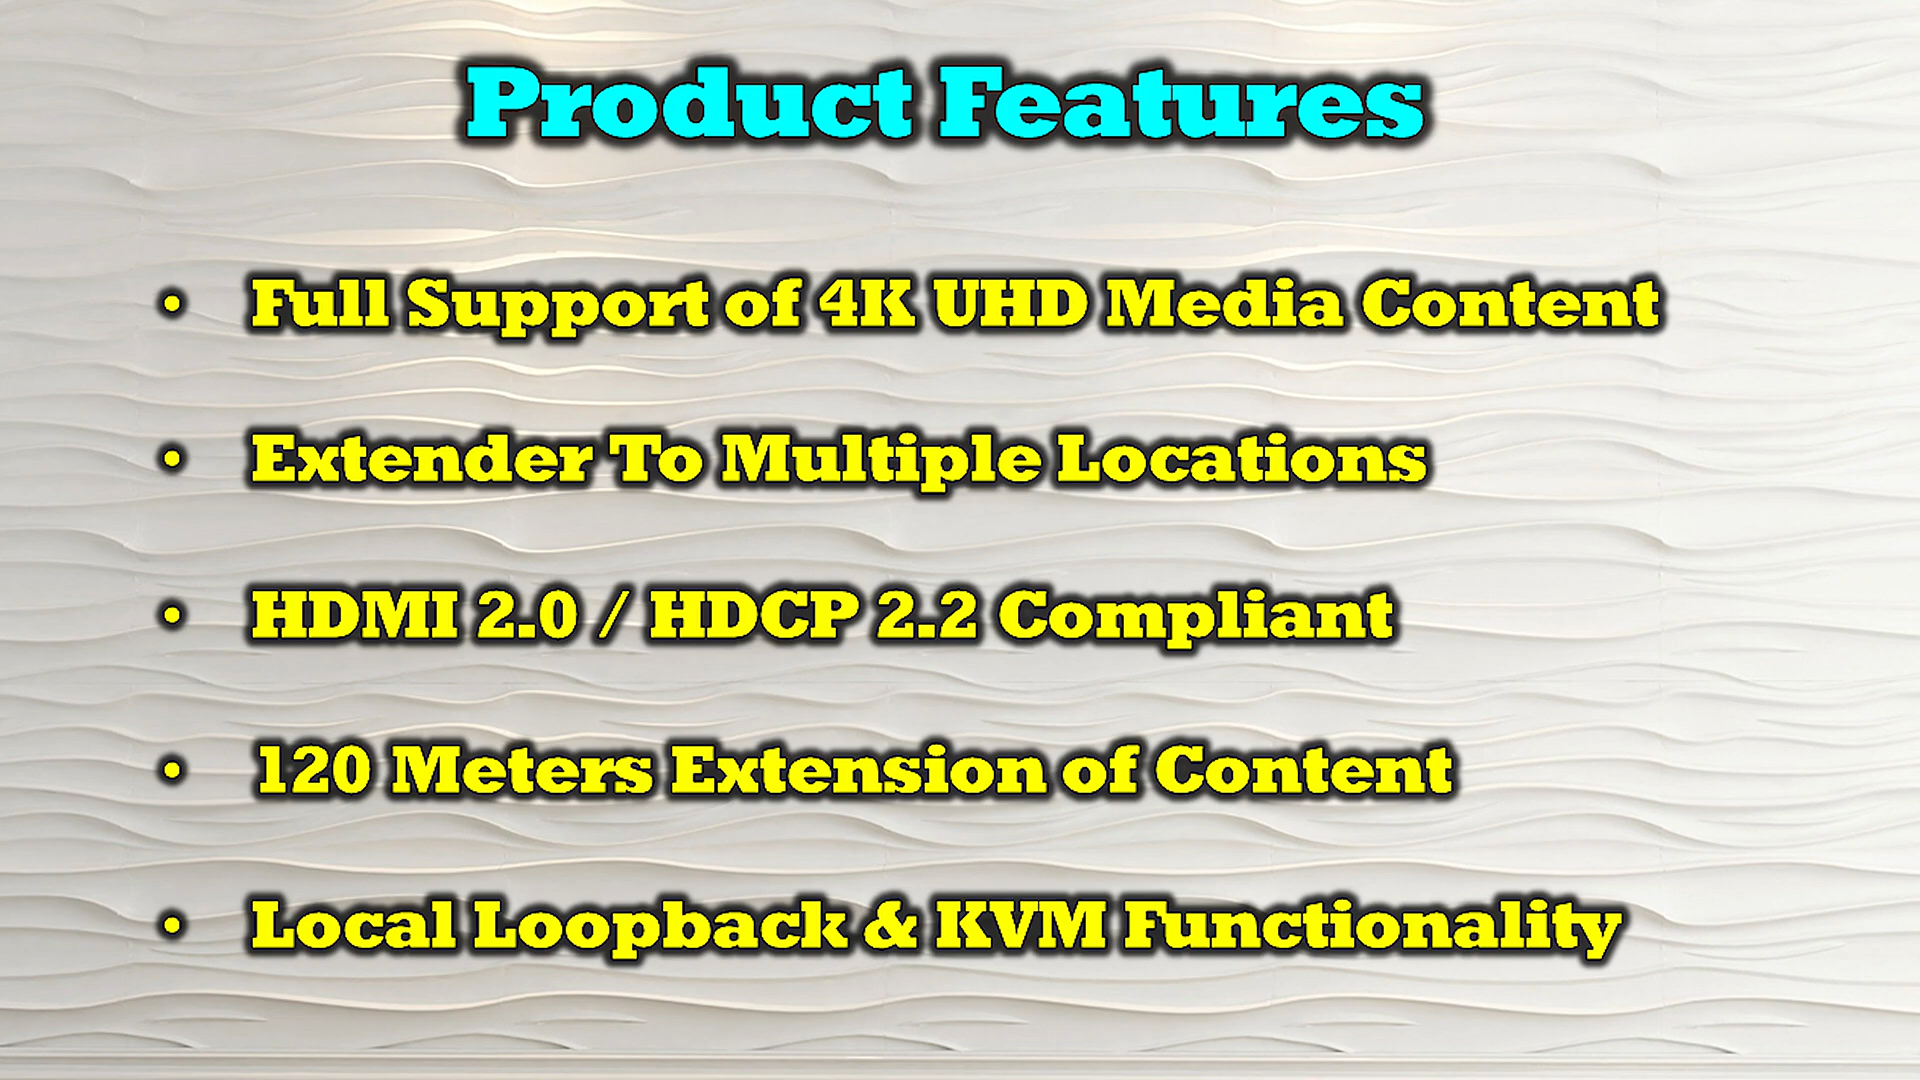 Product Features
• Full Support of 4K UHD Media Content
• Extender To Multiple Locations
• HDMI 2.0 / HDCP 2.2 Compliant
• 120 Meters Extension of Content
• Local Loopback & KVM Functionality